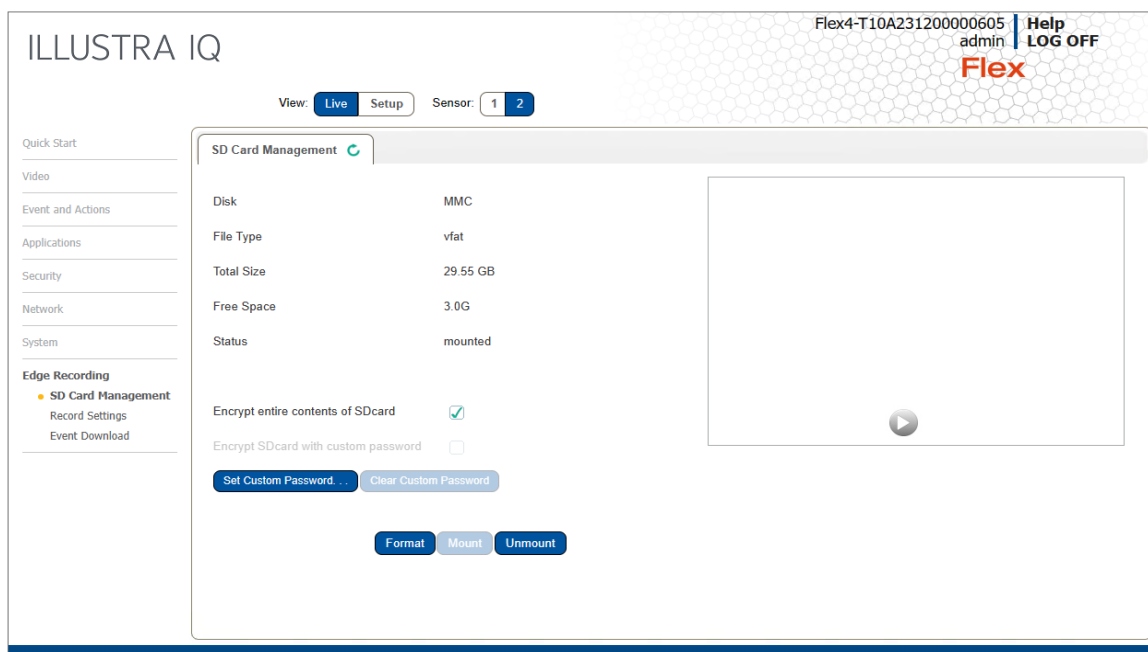 Flex4-T10A231200000605 Help
admin LOG OFF
ILLUSTRA IQ
Flex
View: Live Setup Sensor: 1 2
Quick Start
Video
Event and Actions
Applications
Security
Network
System
Edge Recording
SD Card Management
Record Settings
Event Download
SD Card Management
Disk MMC
File Type vfat
Total Size 29.55 GB
Free Space 3.0G
Status mounted
Encrypt entire contents of SDcard
Encrypt SDcard with custom password
Set Custom Password. . . Clear Custom Password
Format Mount Unmount